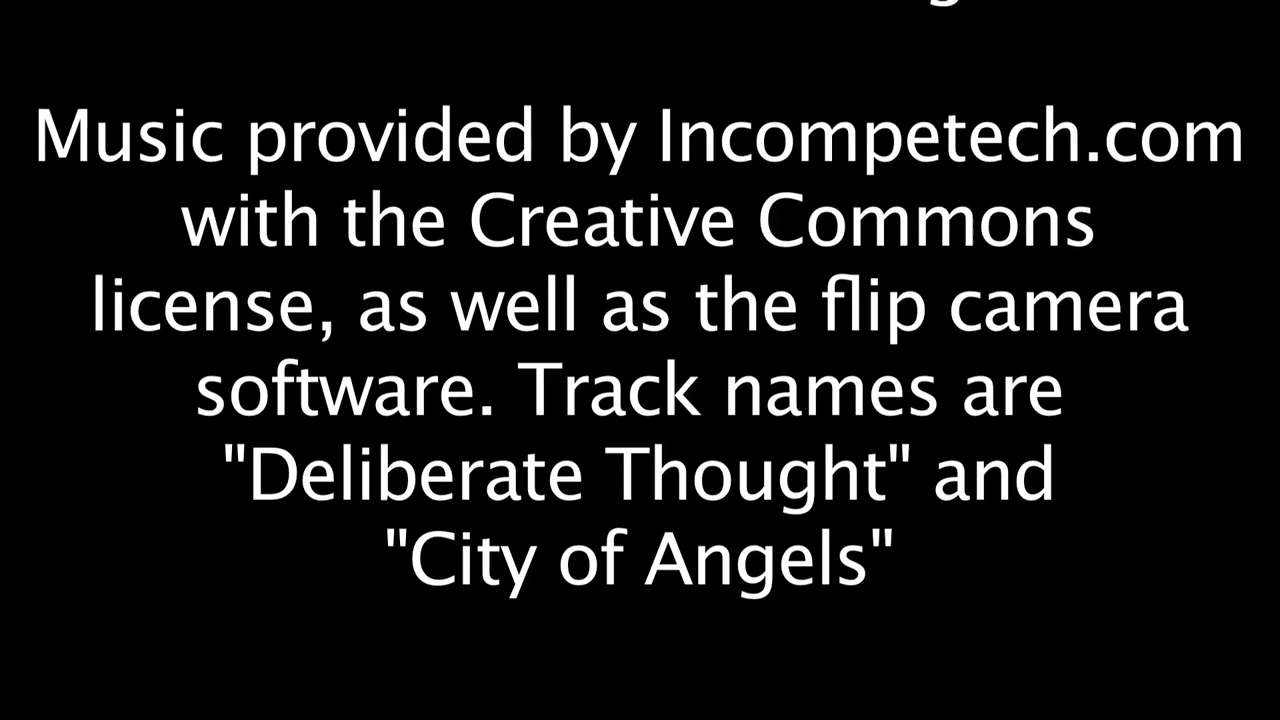 Music provided by Incompetech.com
with the Creative Commons
license, as well as the flip camera
software. Track names are
"Deliberate Thought" and
"City of Angels"